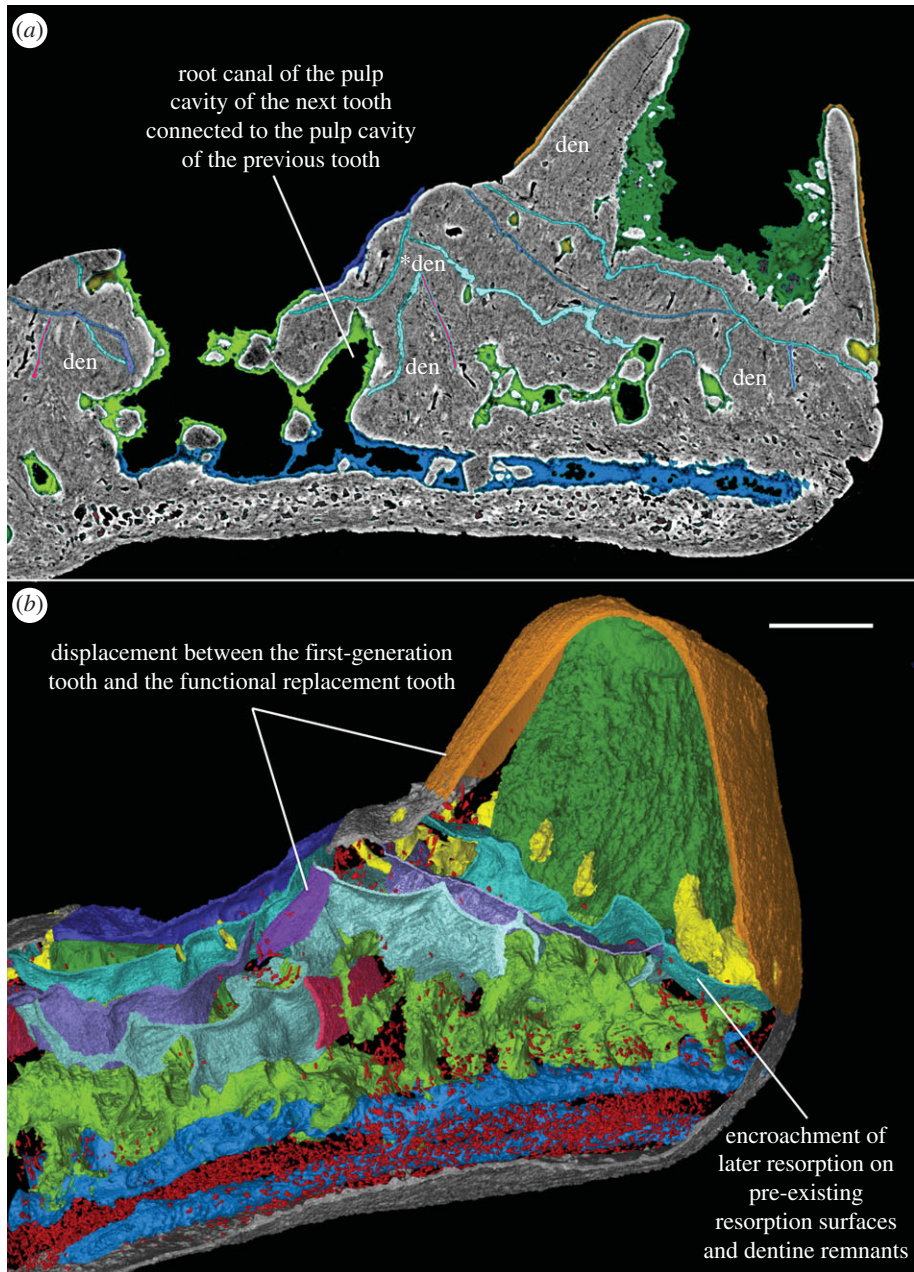 (a)
root canal of the pulp
cavity of the next tooth
connected to the pulp cavity
of the previous tooth
den
*den
den
den
den
(b)
displacement between the first-generation
tooth and the functional replacement tooth
encroachment of
later resorption on
pre-existing
resorption surfaces
and dentine remnants